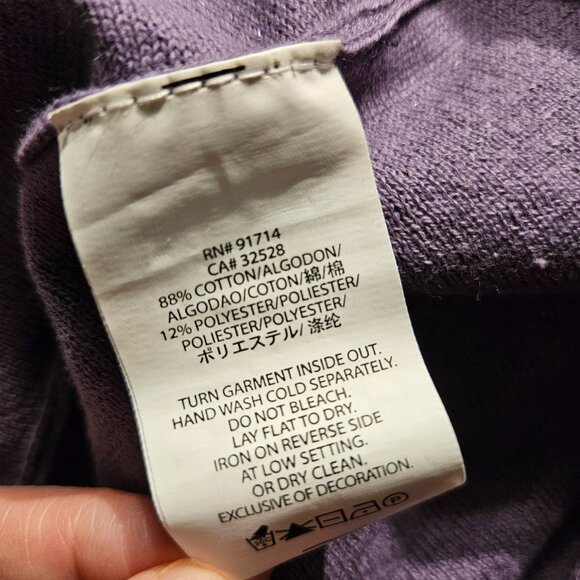 RN# 91714
CA# 32528
88% COTTON/ALGODON/
ALGODAO/COTON/綿/棉
12% POLYESTER/POLIESTER/
POLIESTER/POLYESTER/
ポリエステル/涤纶
TURN GARMENT INSIDE OUT.
HAND WASH COLD SEPARATELY.
DO NOT BLEACH.
LAY FLAT TO DRY.
IRON ON REVERSE SIDE
AT LOW SETTING.
OR DRY CLEAN.
EXCLUSIVE OF DECORATION.